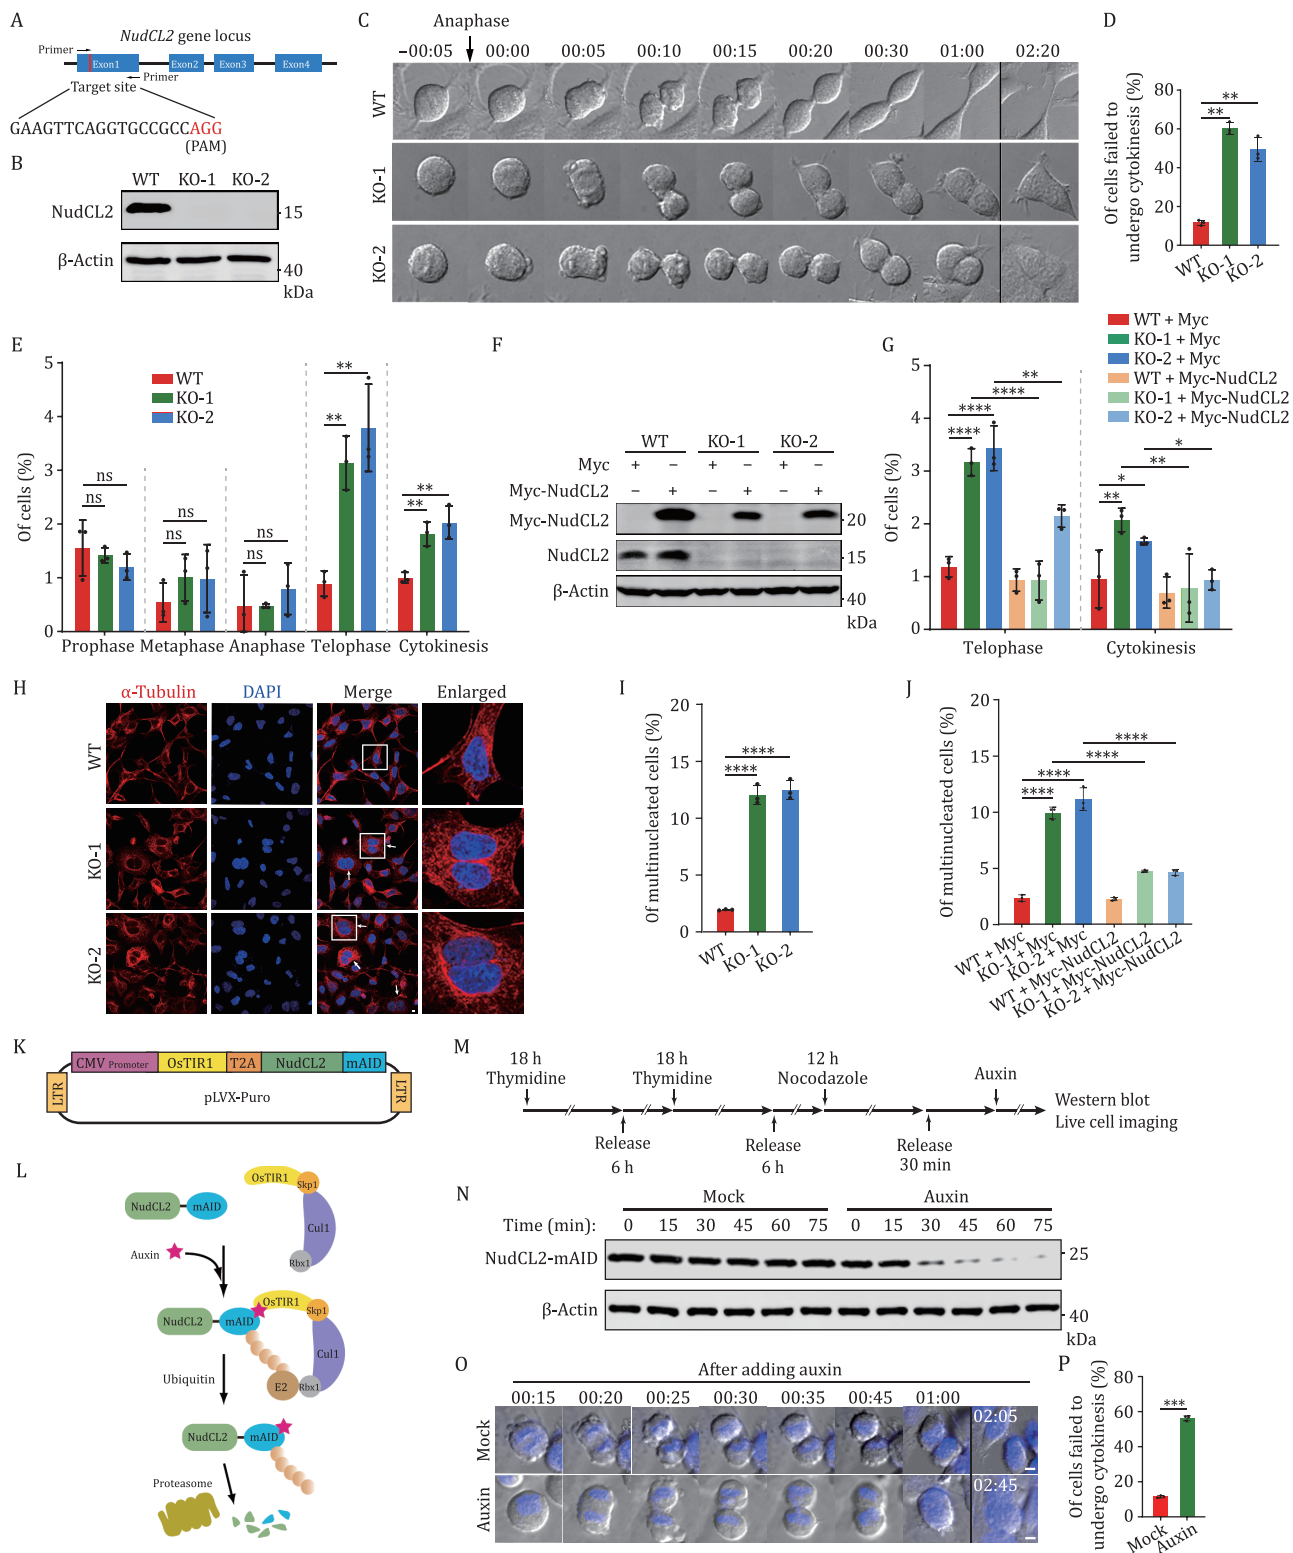 A
NudCL2 gene locus
Primer
Exon1
Exon2
Exon3
Exon4
Primer
Target site
GAAGTTCAGGTGCCGCCAGG
(PAM)
B
WT KO-1 KO-2
NudCL2
15
β-Actin
40
kDa
C
Anaphase
–00:05 00:00 00:05 00:10 00:15 00:20 00:30 01:00 02:20
WT
KO-1
KO-2
D
Of cells failed to
undergo cytokinesis (%)
80
60
40
20
0
**
**
WT
KO-1
KO-2
E
Of cells (%)
5
4
3
2
1
0
WT
KO-1
KO-2
ns
ns
ns
ns
ns
ns
**
**
**
**
Prophase Metaphase Anaphase Telophase Cytokinesis
F
WT KO-1 KO-2
Myc + – + – + –
Myc-NudCL2 – + – + – +
Myc-NudCL2
20
NudCL2
15
β-Actin
40
kDa
G
WT + Myc
KO-1 + Myc
KO-2 + Myc
WT + Myc-NudCL2
KO-1 + Myc-NudCL2
KO-2 + Myc-NudCL2
Of cells (%)
5
4
3
2
1
0
**
****
****
****
*
**
*
**
Telophase Cytokinesis
H
α-Tubulin DAPI Merge Enlarged
WT
KO-1
KO-2
I
Of multinucleated cells (%)
20
15
10
5
0
****
****
WT
KO-1
KO-2
J
Of multinucleated cells (%)
20
15
10
5
0
****
****
****
****
WT + Myc
KO-1 + Myc
KO-2 + Myc
WT + Myc-NudCL2
KO-1 + Myc-NudCL2
KO-2 + Myc-NudCL2
K
CMV Promoter OsTIR1 T2A NudCL2 mAID
LTR
pLVX-Puro
LTR
L
OsTIR1
Skp1
NudCL2 mAID
Cul1
Auxin
Rbx1
OsTIR1
Skp1
NudCL2 mAID
Cul1
Ubiquitin
E2 Rbx1
NudCL2 mAID
Proteasome
M
18 h
Thymidine
18 h
Thymidine
12 h
Nocodazole
Auxin
Western blot
Live cell imaging
Release
6 h
Release
6 h
Release
30 min
N
Mock Auxin
Time (min): 0 15 30 45 60 75 0 15 30 45 60 75
NudCL2-mAID
25
β-Actin
40
kDa
O
After adding auxin
00:15 00:20 00:25 00:30 00:35 00:45 01:00
Mock
02:05
Auxin
02:45
P
Of cells failed to
undergo cytokinesis (%)
80
60
40
20
0
***
Mock
Auxin